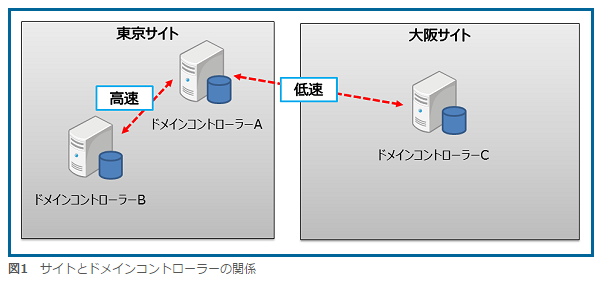 東京サイト
大阪サイト
高速
低速
ドメインコントローラーA
ドメインコントローラーC
ドメインコントローラーB
図1 サイトとドメインコントローラーの関係